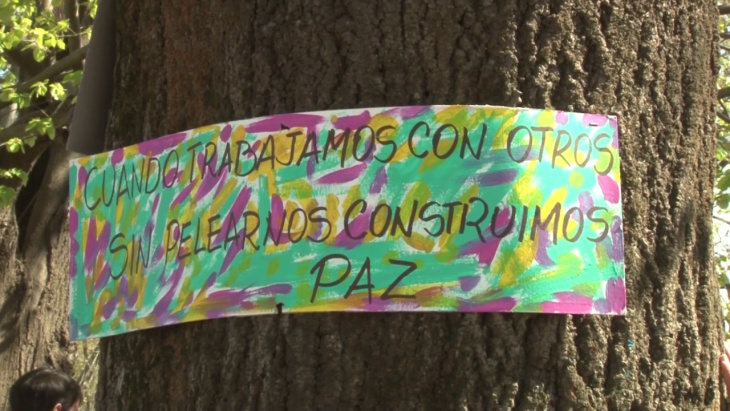 CUANDO TRABAJAMOS CON OTROS
SIN PELEARNOS CONSTRUIMOS
PAZ